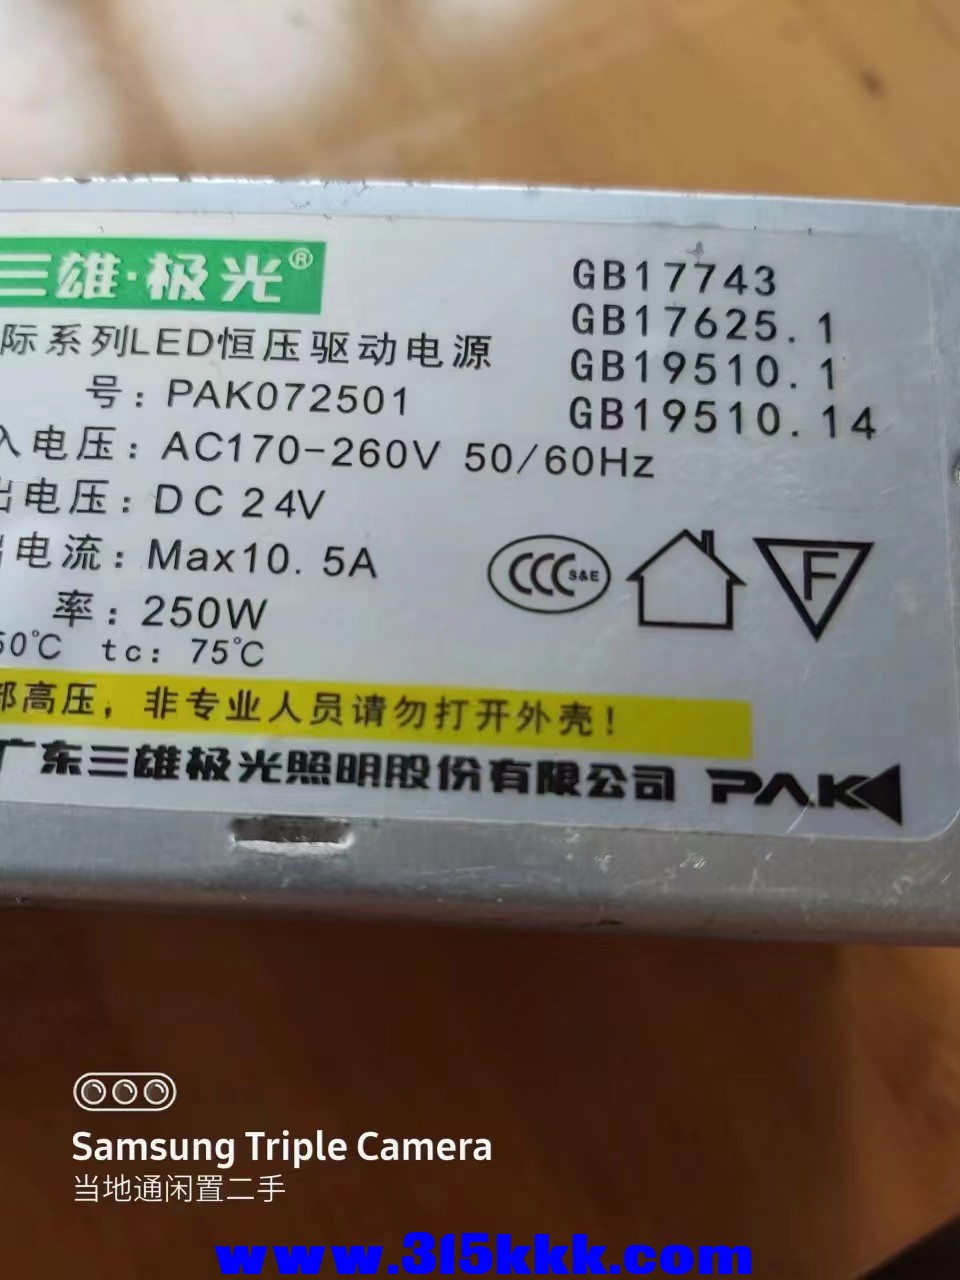 三雄·极光®
际系列LED恒压驱动电源
号：PAK072501
入电压：AC170-260V 50/60Hz
出电压：DC 24V
电流：Max10.5A
率：250W
50℃ tc：75℃
GB17743
GB17625.1
GB19510.1
GB19510.14
CCC S&E
F
部高压，非专业人员请勿打开外壳！
广东三雄极光照明股份有限公司 PAK
Samsung Triple Camera
当地通闲置二手
www.315kkk.com